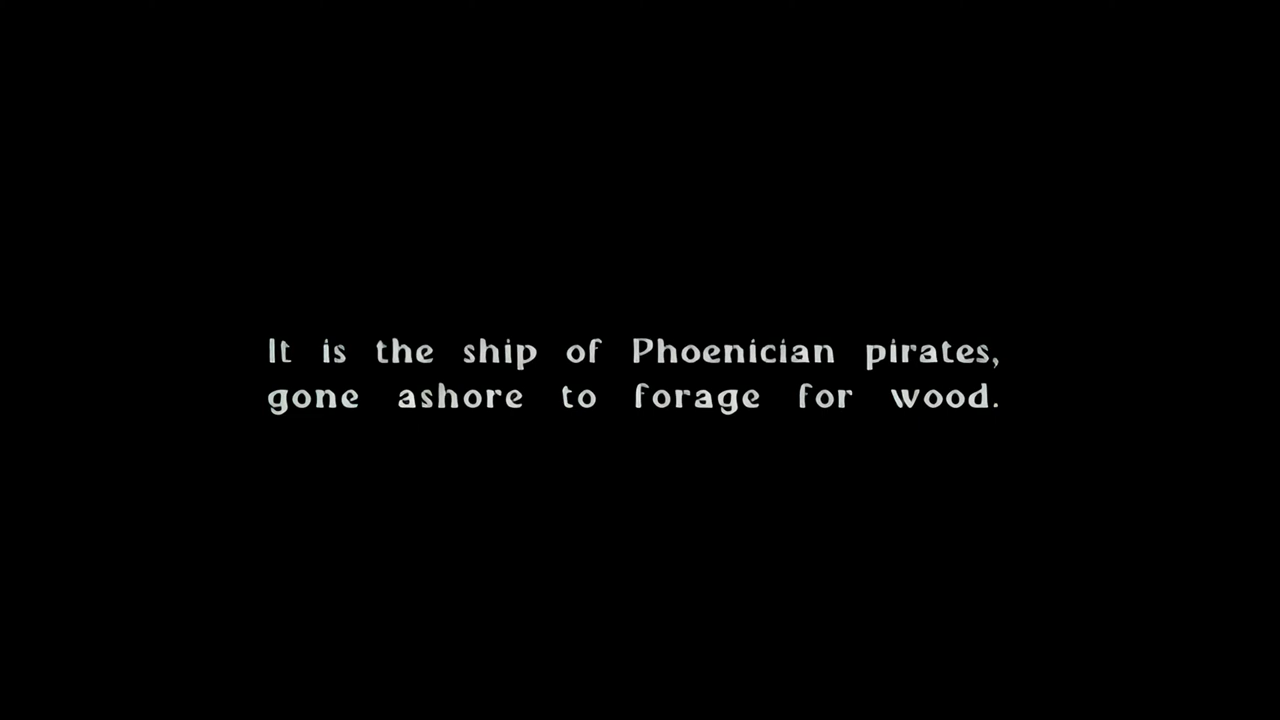 It is the ship of Phoenician pirates,
gone ashore to forage for wood.